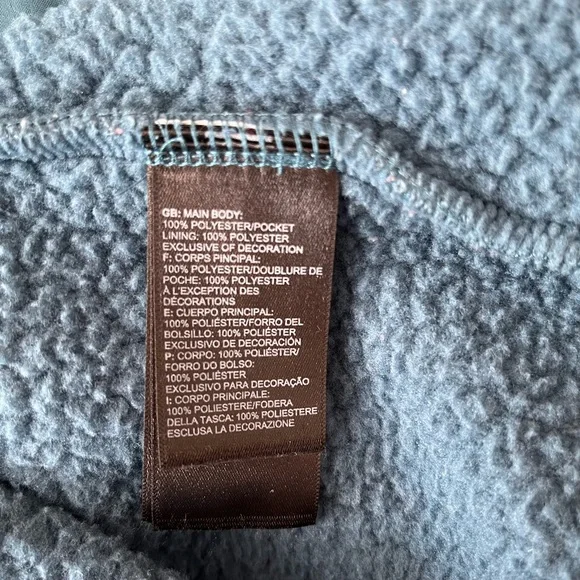 GB: MAIN BODY:
100% POLYESTER/POCKET
LINING: 100% POLYESTER
EXCLUSIVE OF DECORATION
F: CORPS PINCIPAL:
100% POLYESTER/DOUBLURE DE
POCHE: 100% POLYESTER
À L'EXCEPTION DES
DÉCORATIONS
E: CUERPO PRINCIPAL:
100% POLIÉSTER/FORRO DEL
BOLSILLO: 100% POLIÉSTER
EXCLUSIVO DE DECORACIÓN
P: CORPO: 100% POLIÉSTER/
FORRO DO BOLSO:
100% POLIÉSTER
EXCLUSIVO PARA DECORAÇÃO
I: CORPO PRINCIPALE:
100% POLIESTERE/FODERA
DELLA TASCA: 100% POLIESTERE
ESCLUSA LA DECORAZIONE